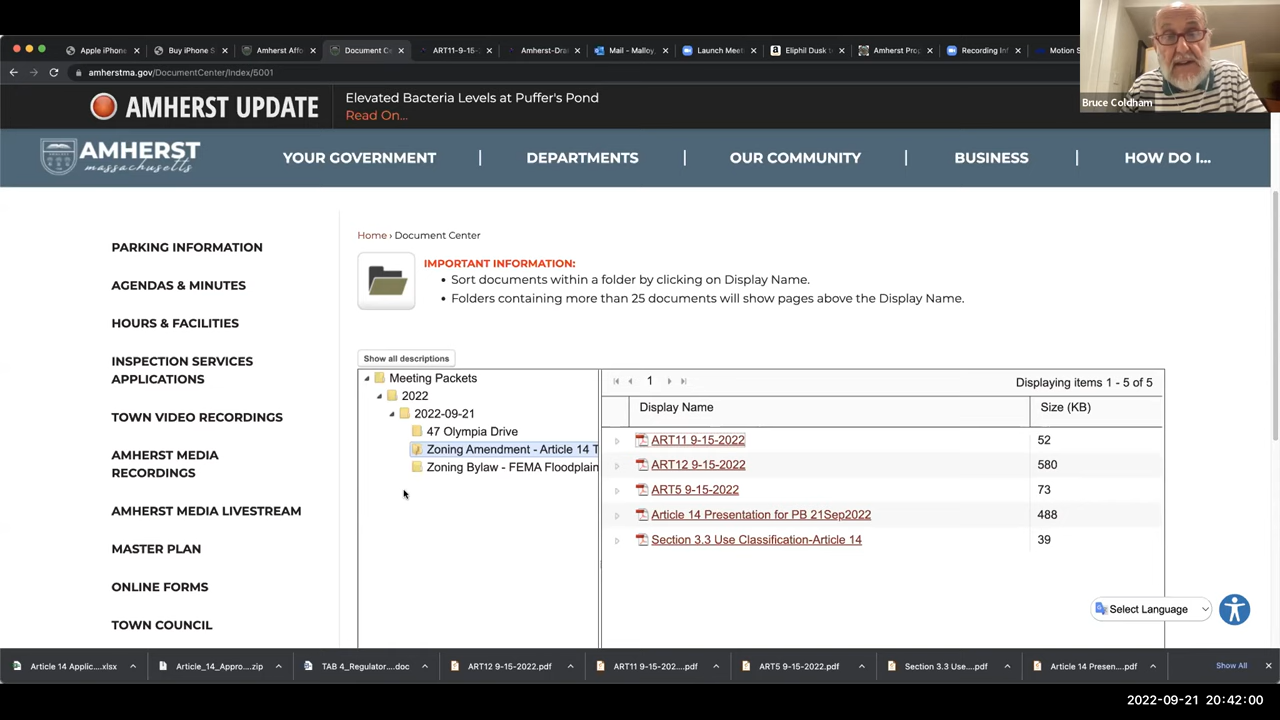 Apple iPhone
Buy iPhone S
Amherst Affo
Document Ce
ART11-9-15-
Amherst-Dra
Mail - Malloy,
Launch Meet
Eliphil Dusk to
Amherst Prop
Recording Inf
Motion S
amherstma.gov/DocumentCenter/Index/5001
Bruce Coldham
AMHERST UPDATE
Elevated Bacteria Levels at Puffer's Pond
Read On...
AMHERST
massachusetts
YOUR GOVERNMENT
DEPARTMENTS
OUR COMMUNITY
BUSINESS
HOW DO I...
PARKING INFORMATION
AGENDAS & MINUTES
HOURS & FACILITIES
INSPECTION SERVICES
APPLICATIONS
TOWN VIDEO RECORDINGS
AMHERST MEDIA
RECORDINGS
AMHERST MEDIA LIVESTREAM
MASTER PLAN
ONLINE FORMS
TOWN COUNCIL
Home › Document Center
IMPORTANT INFORMATION:
• Sort documents within a folder by clicking on Display Name.
• Folders containing more than 25 documents will show pages above the Display Name.
Show all descriptions
Meeting Packets
2022
2022-09-21
47 Olympia Drive
Zoning Amendment - Article 14 T
Zoning Bylaw - FEMA Floodplain
1
Displaying items 1 - 5 of 5
Display Name Size (KB)
ART11 9-15-2022 52
ART12 9-15-2022 580
ART5 9-15-2022 73
Article 14 Presentation for PB 21Sep2022 488
Section 3.3 Use Classification-Article 14 39
Select Language
Article 14 Applic....xlsx
Article_14_Appro....zip
TAB 4_Regulator....doc
ART12 9-15-2022.pdf
ART11 9-15-202....pdf
ART5 9-15-2022.pdf
Section 3.3 Use....pdf
Article 14 Presen....pdf
Show All
2022-09-21 20:42:00